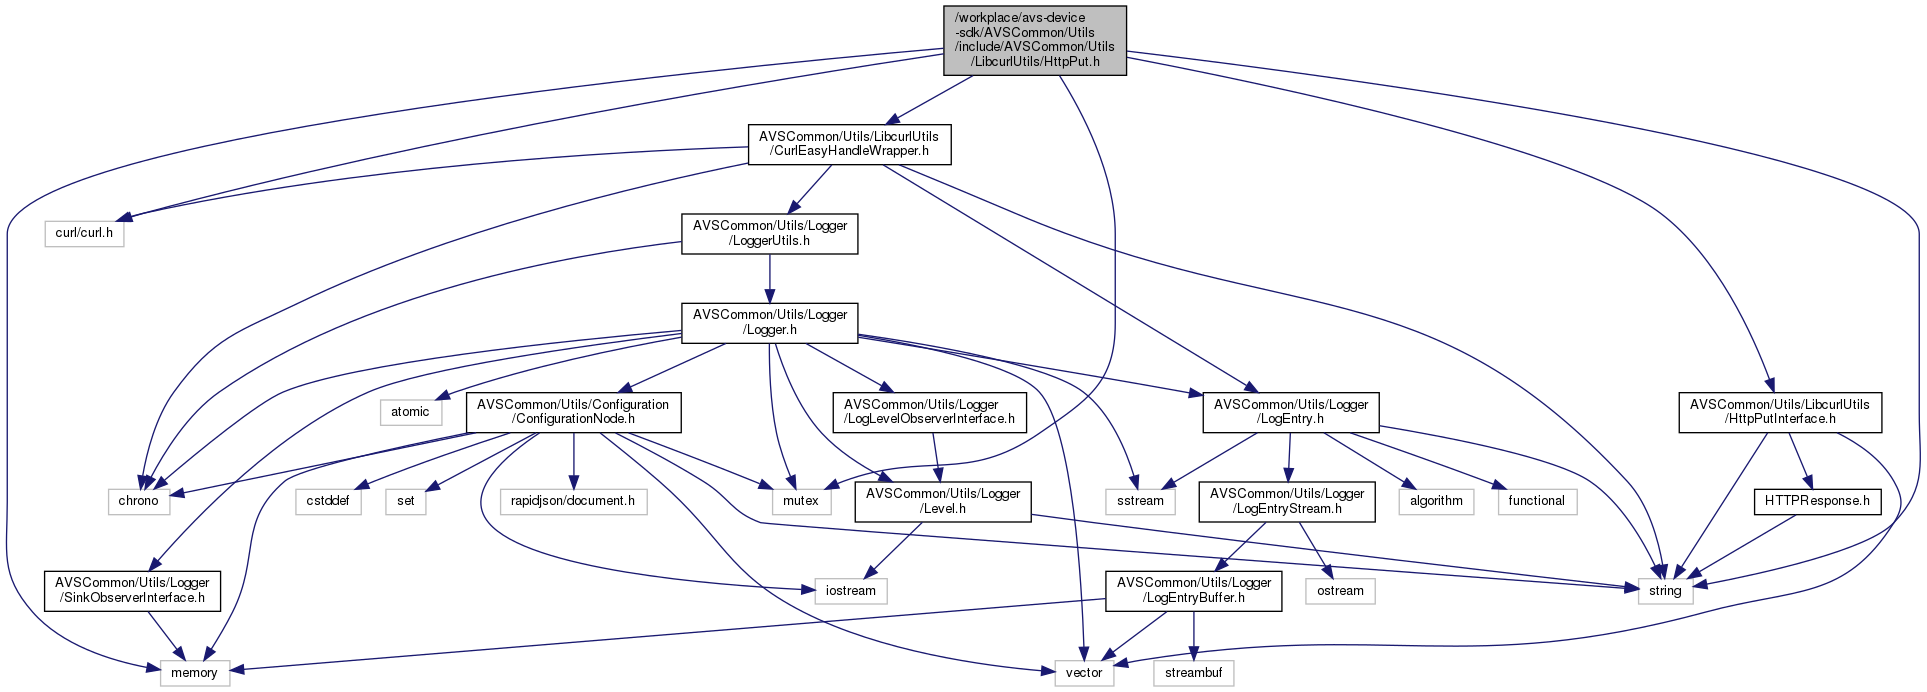 /workplace/avs-device
-sdk/AVSCommon/Utils
/include/AVSCommon/Utils
/LibcurlUtils/HttpPut.h
AVSCommon/Utils/LibcurlUtils
/CurlEasyHandleWrapper.h
curl/curl.h
AVSCommon/Utils/Logger
/LoggerUtils.h
AVSCommon/Utils/Logger
/Logger.h
atomic
AVSCommon/Utils/Configuration
/ConfigurationNode.h
AVSCommon/Utils/Logger
/LogLevelObserverInterface.h
AVSCommon/Utils/Logger
/LogEntry.h
AVSCommon/Utils/LibcurlUtils
/HttpPutInterface.h
chrono
cstddef
set
rapidjson/document.h
mutex
AVSCommon/Utils/Logger
/Level.h
sstream
AVSCommon/Utils/Logger
/LogEntryStream.h
algorithm
functional
HTTPResponse.h
AVSCommon/Utils/Logger
/SinkObserverInterface.h
iostream
AVSCommon/Utils/Logger
/LogEntryBuffer.h
ostream
string
memory
vector
streambuf